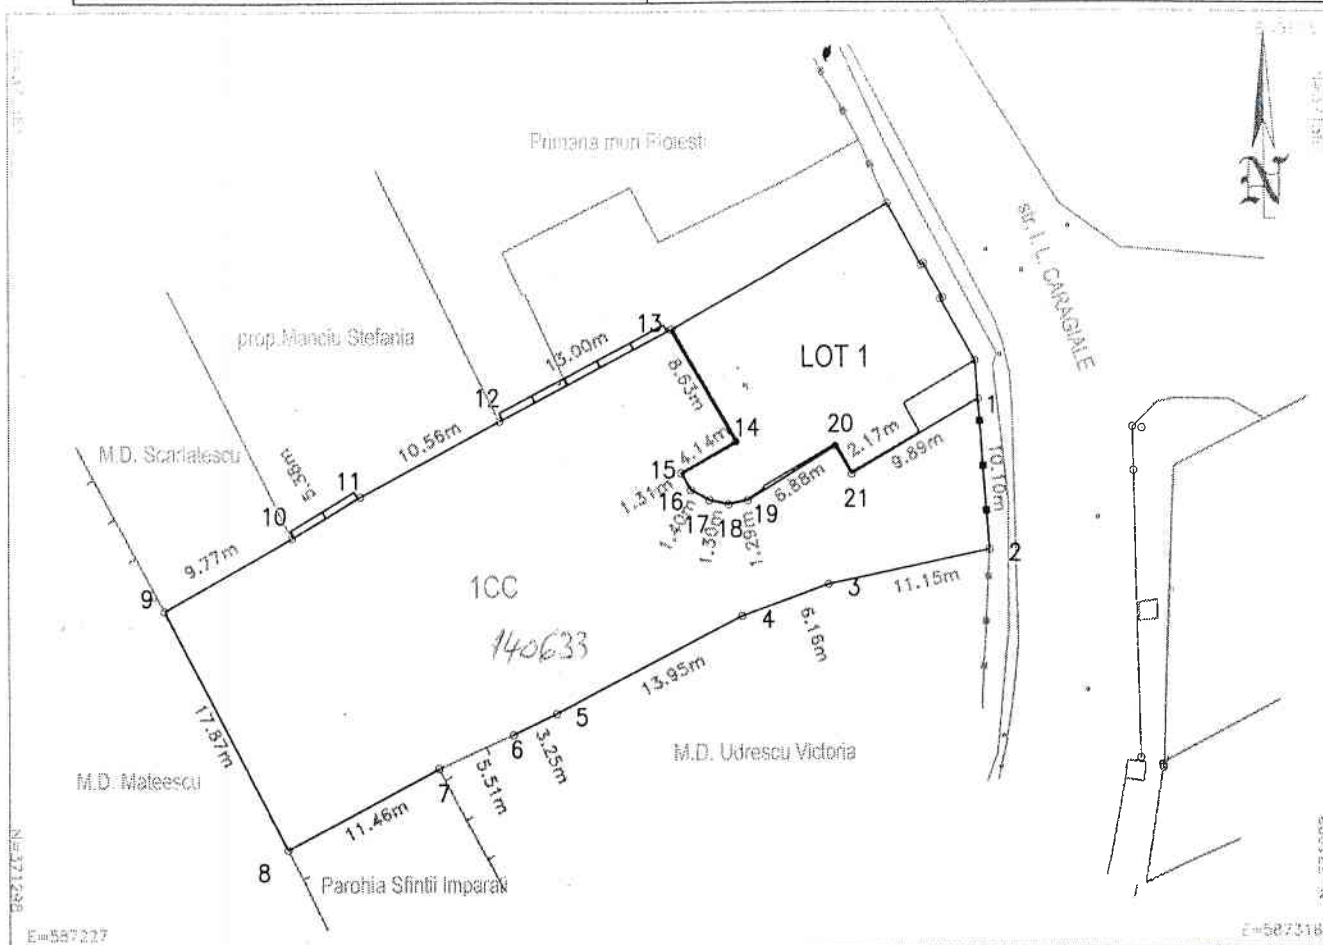 Primaria mun Ploiesti
N
str. I. L. CARAGIALE
prop.Manciu Stefania
13
13.00m
LOT 1
8.63m
12
1
M.D. Scarlatescu
10.56m
14
20
2.17m
4.14m
9.89m
10.10m
5.38m
11
15
1.31m
6.88m
21
10
16
17
18
19
1.40m
1.30m
1.29m
9.77m
2
9
1CC
3
11.15m
4
6.16m
140633
13.95m
17.87m
5
6
3.25m
M.D. Udrescu Victoria
M.D. Mateescu
7
5.51m
11.46m
8
Parohia Sfintii Imparati
N=371298
E=587227
E=587318